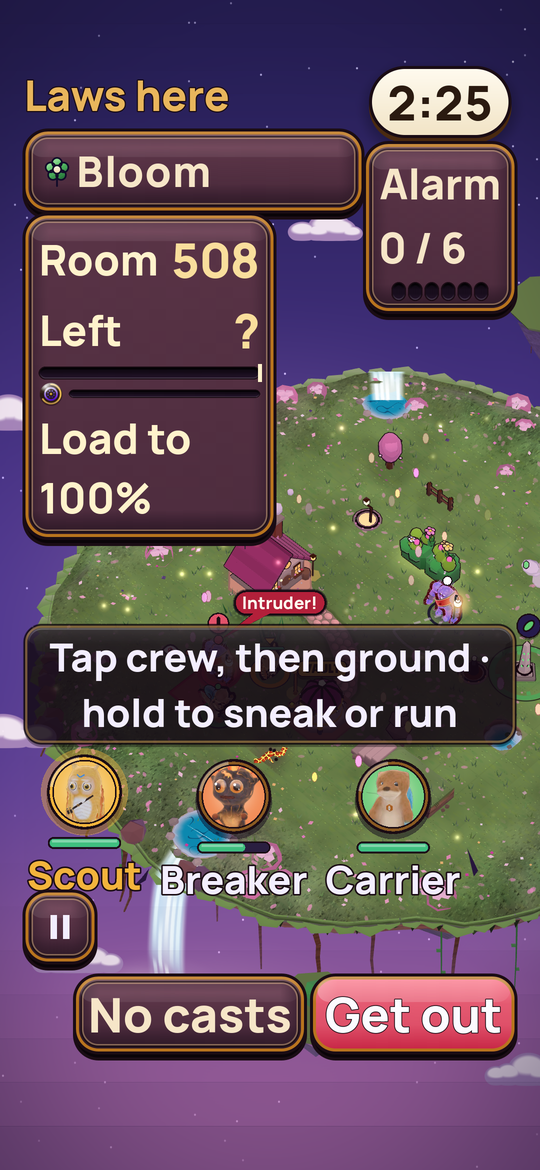 Laws here
2:25
Bloom
Alarm
0 / 6
Room 508
Left ?
Load to
100%
Intruder!
Tap crew, then ground ·
hold to sneak or run
Scout
Breaker
Carrier
No casts
Get out